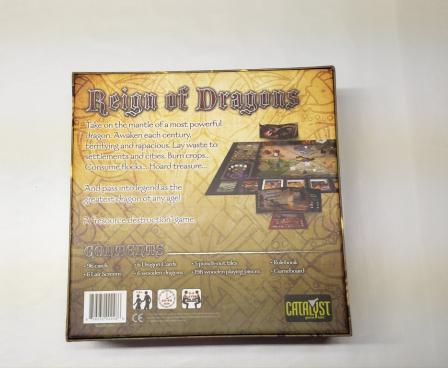 Reign of Dragons
Take on the mantle of a most powerful
dragon. Awaken each century,
terrifying and rapacious. Lay waste to
settlements and cities. Burn crops...
Consume flocks... Hoard treasure...
And pass into legend as the
greatest dragon of any age!
A "resource destruction" game.
CONTENTS
• 96 cards
• 6 Dragon Cards
• 5 punch-out tiles
• Rulebook
• 6 Lair Screens
• 6 wooden dragons
• 198 wooden playing pieces
• Gameboard
CE
CATALYST